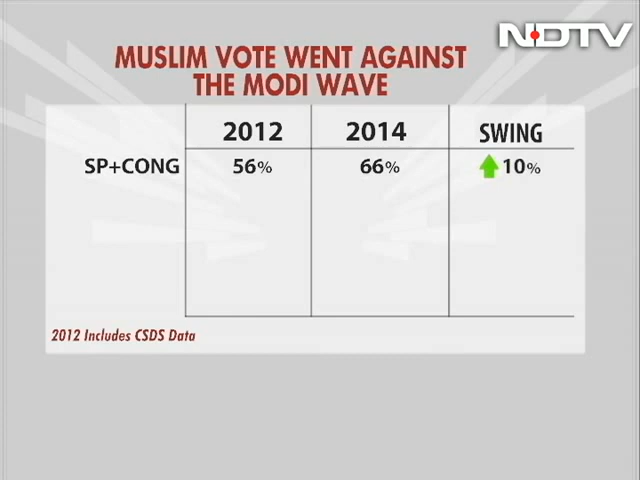 NDTV
MUSLIM VOTE WENT AGAINST
THE MODI WAVE
2012 2014 SWING
SP+CONG 56% 66% 10%
2012 Includes CSDS Data